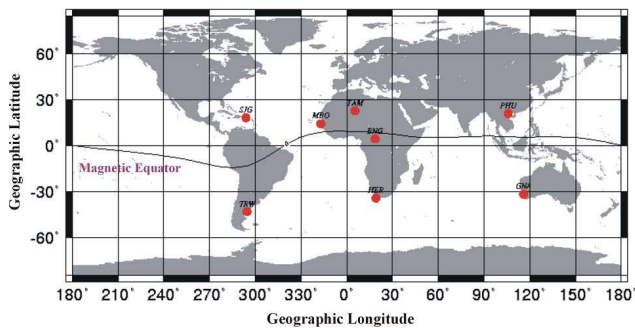 60°
30°
0°
-30°
-60°
Geographic Latitude
SJG
MBO
TAM
BNG
PHU
Magnetic Equator
TRW
HER
GNA
180° 210° 240° 270° 300° 330° 0° 30° 60° 90° 120° 150° 180°
Geographic Longitude